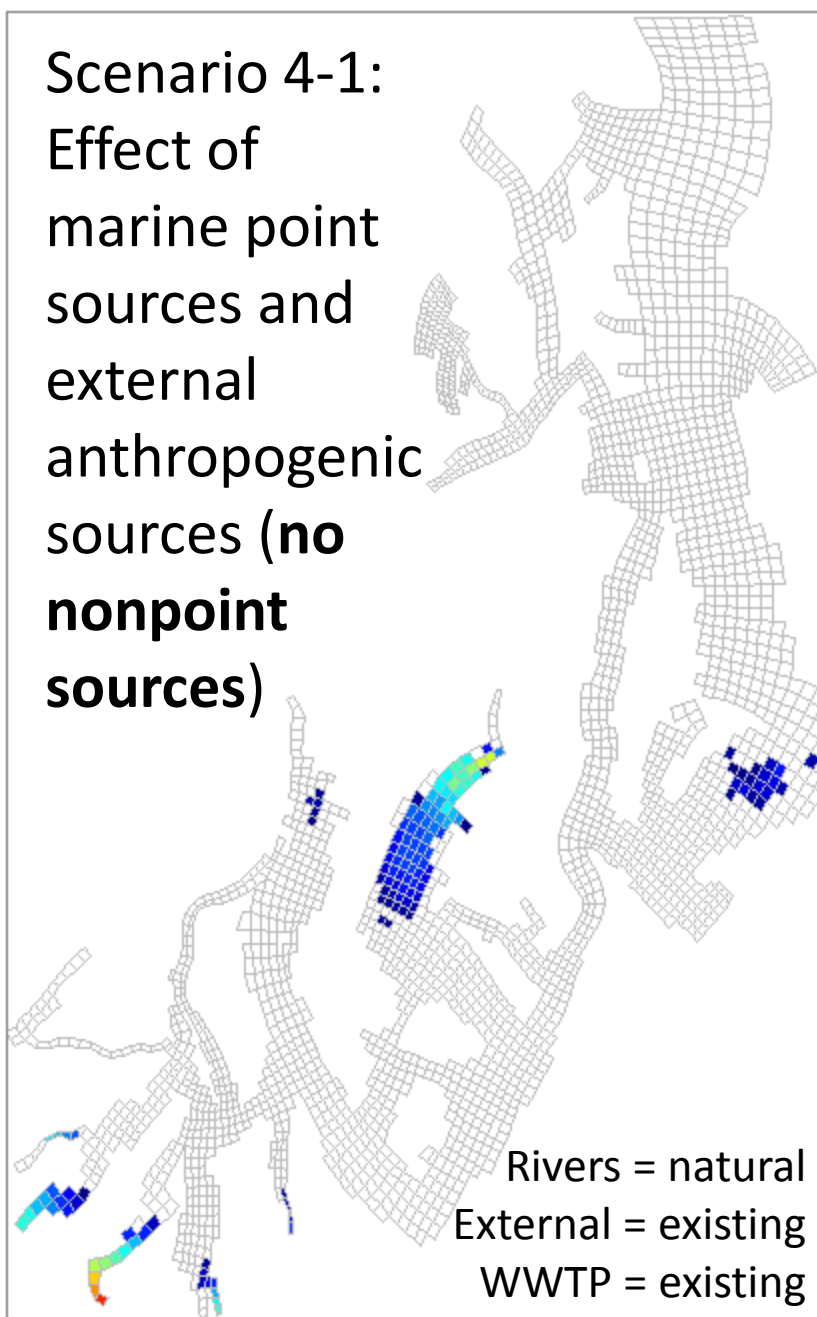 Scenario 4-1:
Effect of
marine point
sources and
external
anthropogenic
sources (no
nonpoint
sources)
Rivers = natural
External = existing
WWTP = existing